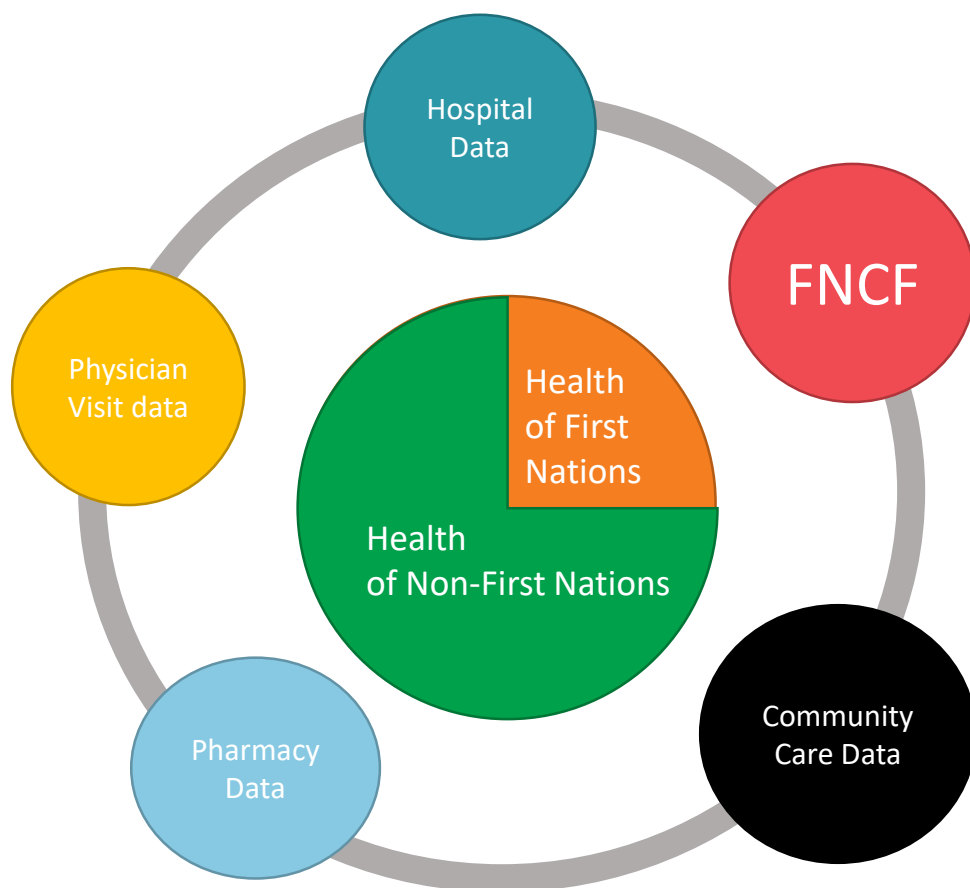 Hospital
Data
FNCF
Physician
Visit data
Health
of First
Nations
Health
of Non-First Nations
Community
Care Data
Pharmacy
Data